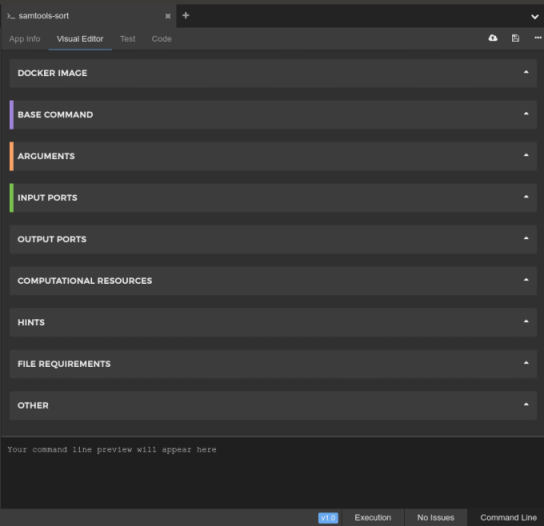 >_ samtools-sort
App Info Visual Editor Test Code
DOCKER IMAGE
BASE COMMAND
ARGUMENTS
INPUT PORTS
OUTPUT PORTS
COMPUTATIONAL RESOURCES
HINTS
FILE REQUIREMENTS
OTHER
Your command line preview will appear here
v1.0 Execution No Issues Command Line